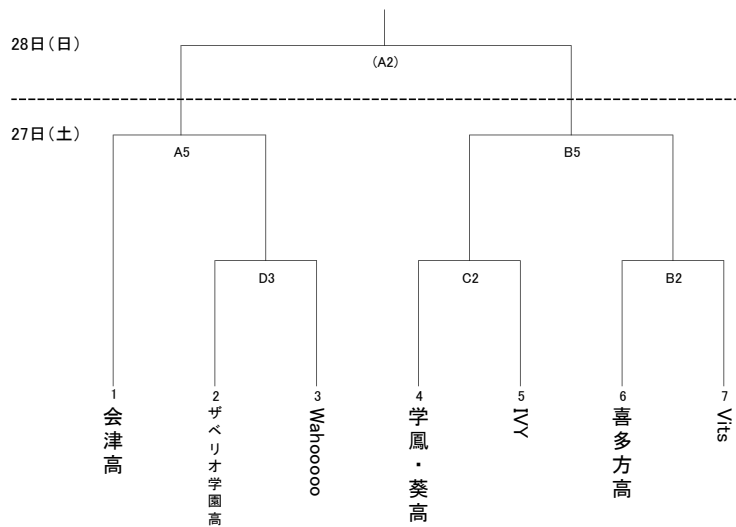 28日(日)
(A2)
27日(土)
A5
B5
D3
C2
B2
1
2
3
4
5
6
7
会津高
ザベリオ学園高
Wahooooo
学鳳・葵高
IVY
喜多方高
Vits